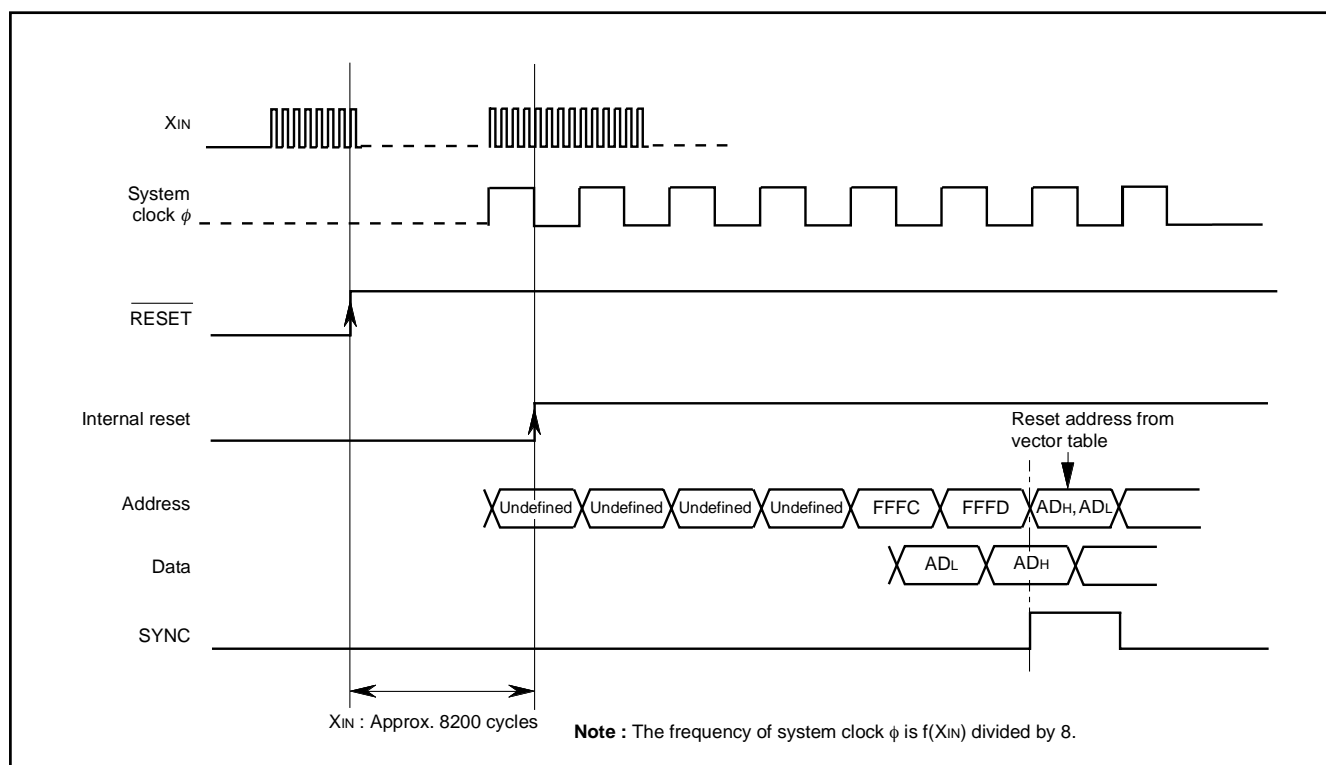 XIN
System
clock ϕ
RESET
Internal reset
Reset address from
vector table
Address
Undefined Undefined Undefined Undefined FFFC FFFD ADH, ADL
Data
ADL ADH
SYNC
XIN : Approx. 8200 cycles
Note : The frequency of system clock ϕ is f(XIN) divided by 8.